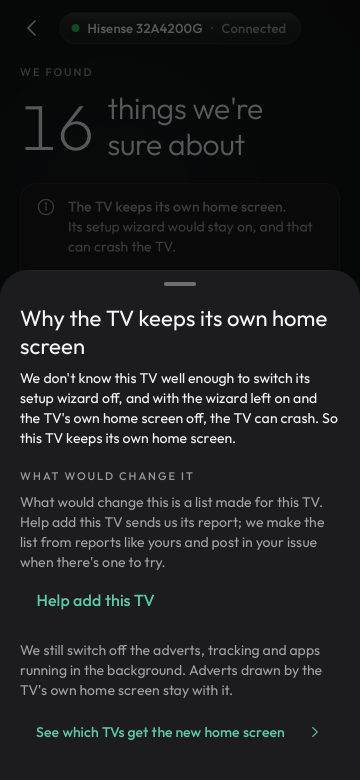 Hisense 32A4200G · Connected
WE FOUND
16 things we're
sure about
The TV keeps its own home screen.
Its setup wizard would stay on, and that
can crash the TV.
Why the TV keeps its own home
screen
We don't know this TV well enough to switch its
setup wizard off, and with the wizard left on and
the TV's own home screen off, the TV can crash. So
this TV keeps its own home screen.
WHAT WOULD CHANGE IT
What would change this is a list made for this TV.
Help add this TV sends us its report; we make the
list from reports like yours and post in your issue
when there's one to try.
Help add this TV
We still switch off the adverts, tracking and apps
running in the background. Adverts drawn by the
TV's own home screen stay with it.
See which TVs get the new home screen